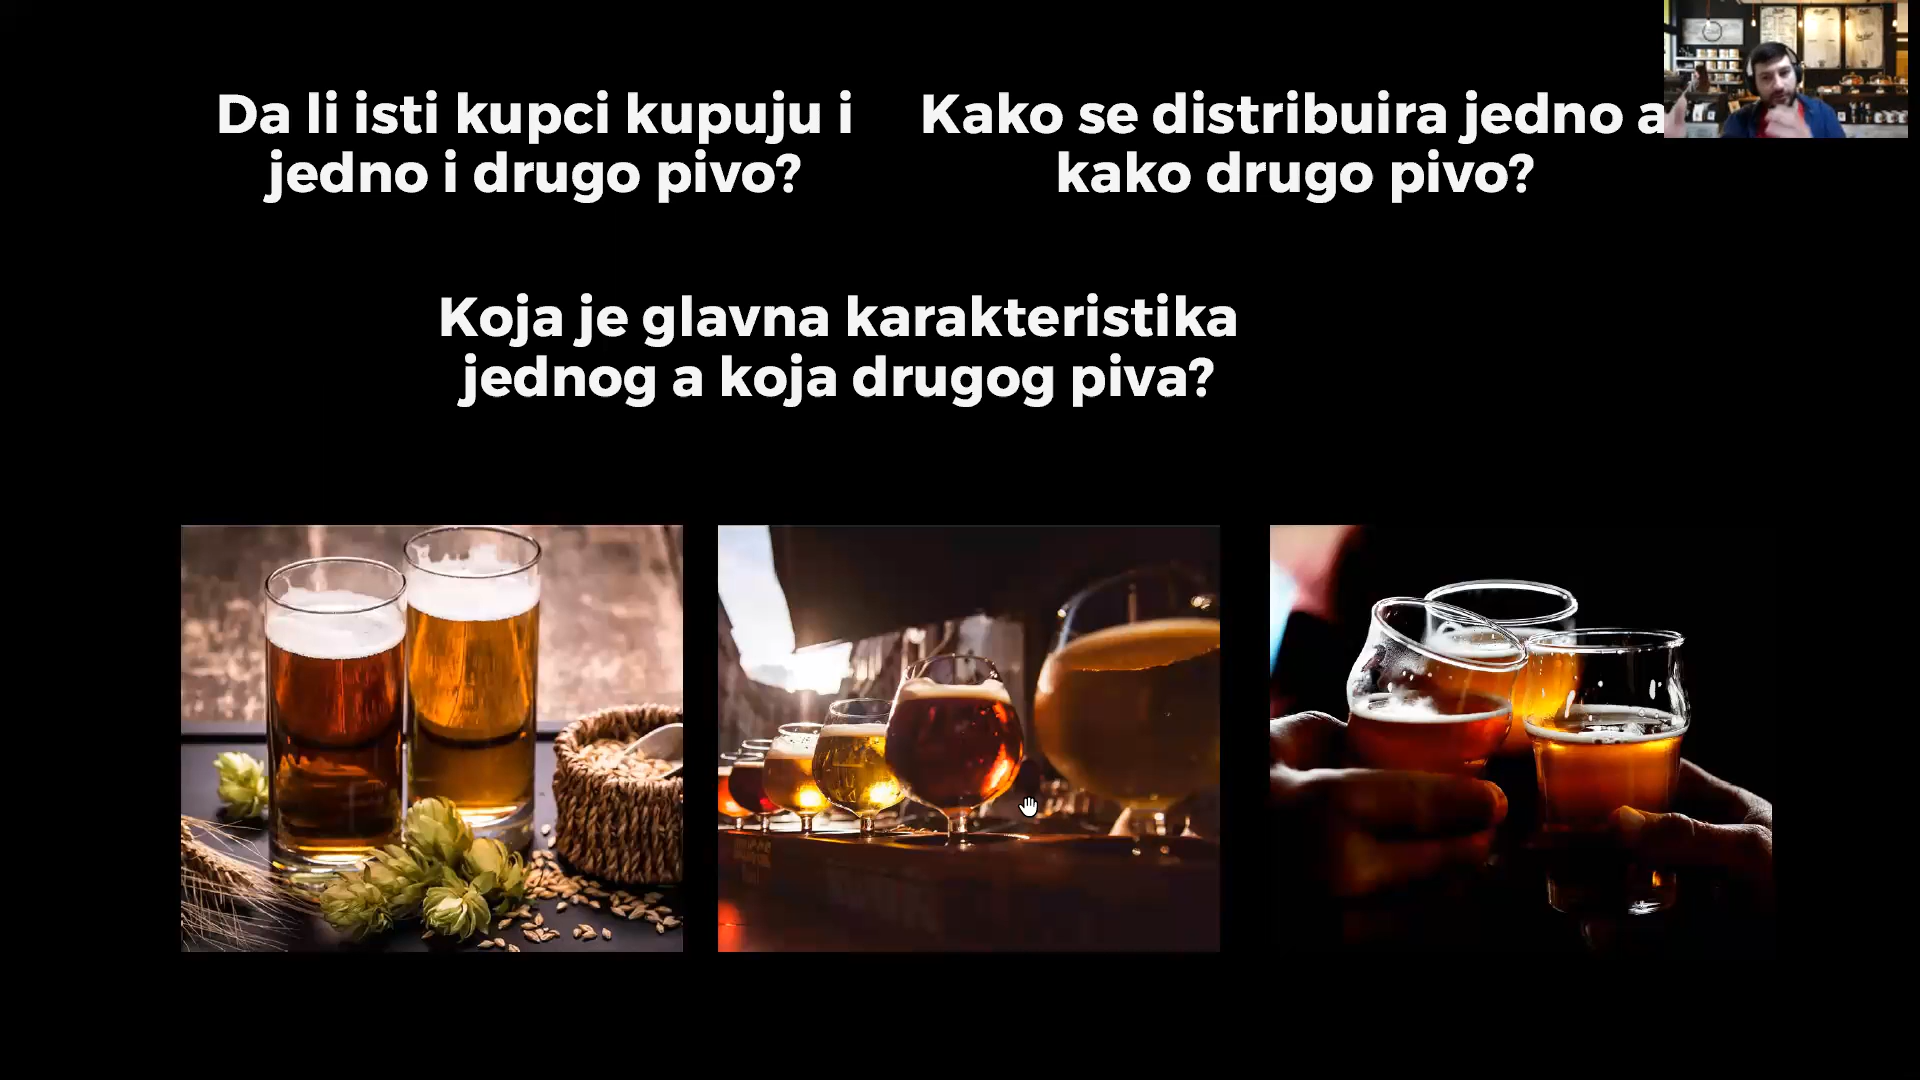 Da li isti kupci kupuju i
jedno i drugo pivo?
Kako se distribuira jedno a
kako drugo pivo?
Koja je glavna karakteristika
jednog a koja drugog piva?